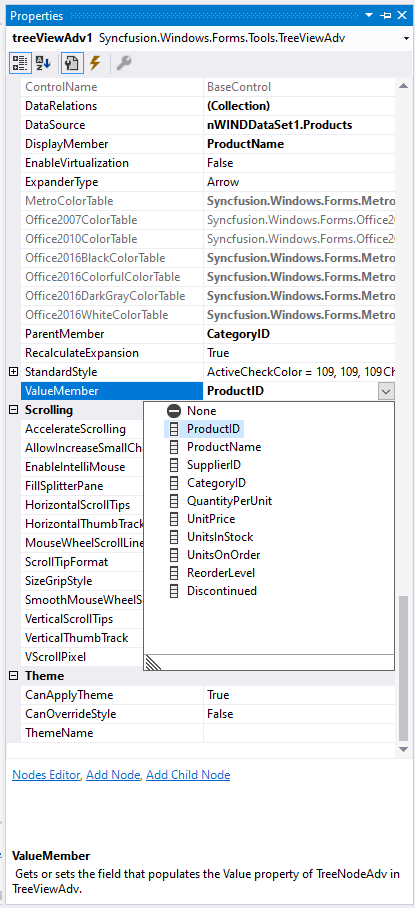 Properties
treeViewAdv1 Syncfusion.Windows.Forms.Tools.TreeViewAdv
ControlName BaseControl
DataRelations (Collection)
DataSource nWINDDataSet1.Products
DisplayMember ProductName
EnableVirtualization False
ExpanderType Arrow
MetroColorTable Syncfusion.Windows.Forms.Metro
Office2007ColorTable Syncfusion.Windows.Forms.Office20
Office2010ColorTable Syncfusion.Windows.Forms.Office20
Office2016BlackColorTable Syncfusion.Windows.Forms.Metro
Office2016ColorfulColorTable Syncfusion.Windows.Forms.Metro
Office2016DarkGrayColorTable Syncfusion.Windows.Forms.Metro
Office2016WhiteColorTable Syncfusion.Windows.Forms.Metro
ParentMember CategoryID
RecalculateExpansion True
StandardStyle ActiveCheckColor = 109, 109, 109Ch
ValueMember ProductID
Scrolling
AccelerateScrolling
AllowIncreaseSmallCha
EnableIntelliMouse
FillSplitterPane
HorizontalScrollTips
HorizontalThumbTrack
MouseWheelScrollLine
ScrollTipFormat
SizeGripStyle
SmoothMouseWheelS
VerticalScrollTips
VerticalThumbTrack
VScrollPixel
None
ProductID
ProductName
SupplierID
CategoryID
QuantityPerUnit
UnitPrice
UnitsInStock
UnitsOnOrder
ReorderLevel
Discontinued
Theme
CanApplyTheme True
CanOverrideStyle False
ThemeName
Nodes Editor, Add Node, Add Child Node
ValueMember
Gets or sets the field that populates the Value property of TreeNodeAdv in
TreeViewAdv.